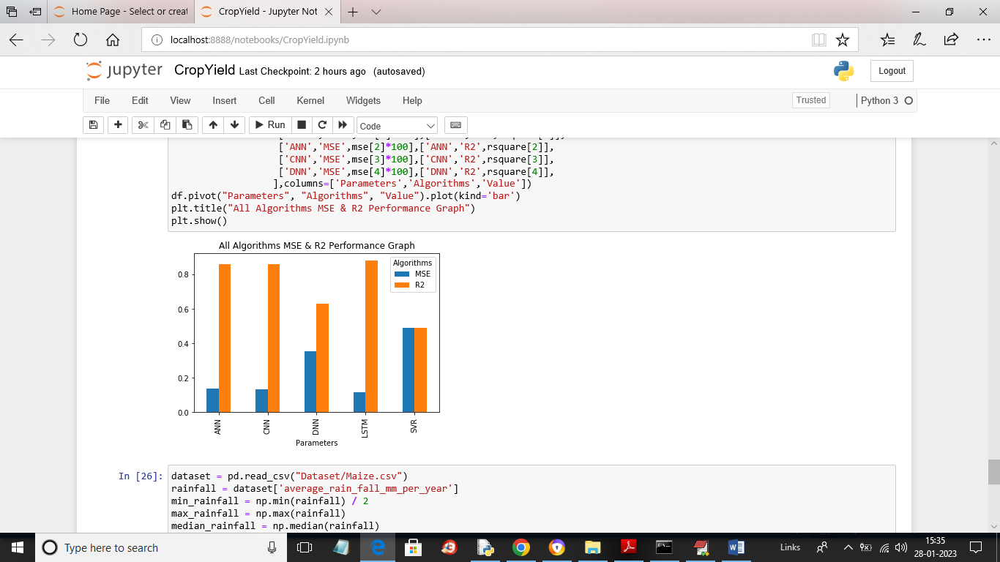 Home Page - Select or creat
CropYield - Jupyter Not
localhost:8888/notebooks/CropYield.ipynb
jupyter CropYield Last Checkpoint: 2 hours ago (autosaved)
Logout
File Edit View Insert Cell Kernel Widgets Help
Trusted
Python 3
Run
Code
['ANN','MSE',mse[2]*100],['ANN','R2',rsquare[2]],
['CNN','MSE',mse[3]*100],['CNN','R2',rsquare[3]],
['DNN','MSE',mse[4]*100],['DNN','R2',rsquare[4]],
],columns=['Parameters','Algorithms','Value'])
df.pivot("Parameters", "Algorithms", "Value").plot(kind='bar')
plt.title("All Algorithms MSE & R2 Performance Graph")
plt.show()
All Algorithms MSE & R2 Performance Graph
Algorithms
MSE
R2
0.8
0.6
0.4
0.2
0.0
ANN
CNN
DNN
LSTM
SVR
Parameters
In [26]:
dataset = pd.read_csv("Dataset/Maize.csv")
rainfall = dataset['average_rain_fall_mm_per_year']
min_rainfall = np.min(rainfall) / 2
max_rainfall = np.max(rainfall)
median_rainfall = np.median(rainfall)
Type here to search
Links
15:35
28-01-2023